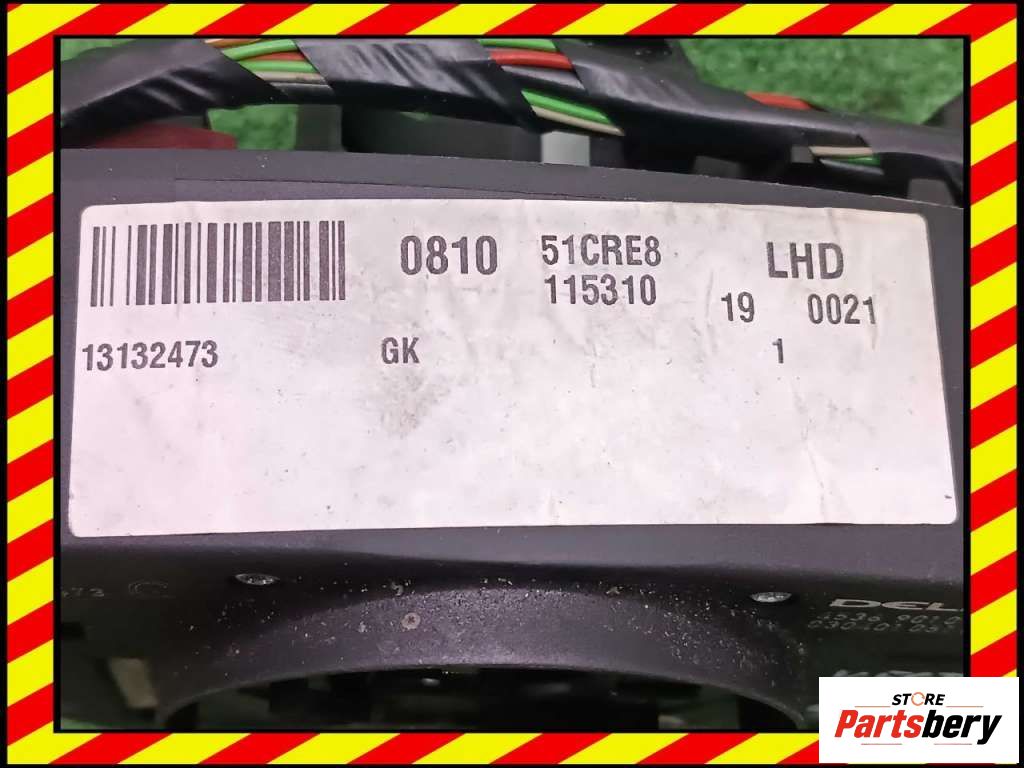 0810 51CRE8 LHD
115310 19 0021
13132473 GK 1
STORE
Partsbery